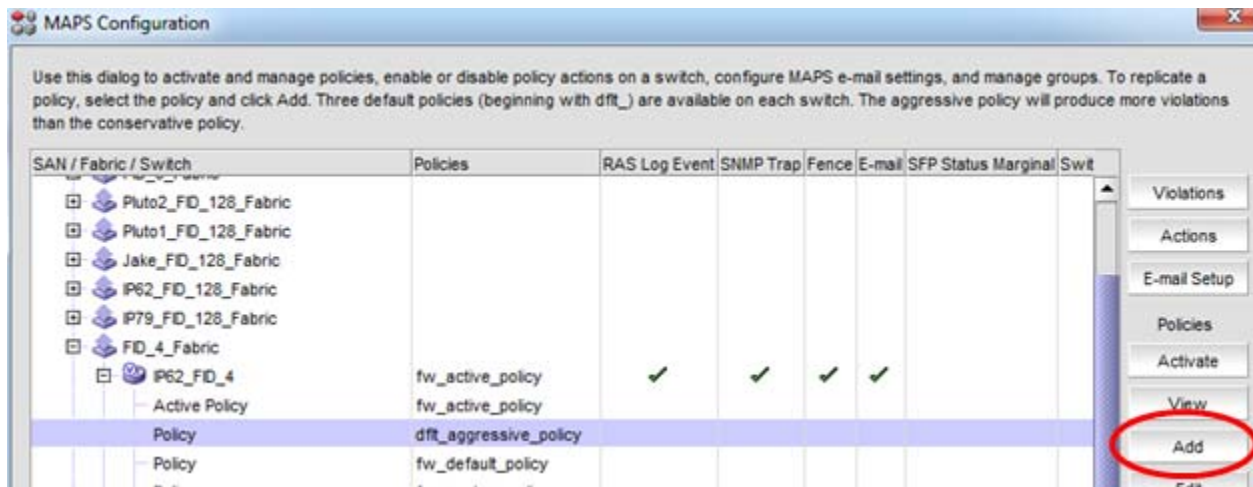 MAPS Configuration
Use this dialog to activate and manage policies, enable or disable policy actions on a switch, configure MAPS e-mail settings, and manage groups. To replicate a
policy, select the policy and click Add. Three default policies (beginning with dflt_) are available on each switch. The aggressive policy will produce more violations
than the conservative policy.
SAN / Fabric / Switch Policies RAS Log Event SNMP Trap Fence E-mail SFP Status Marginal Swit
Pluto2_FID_128_Fabric
Violations
Pluto1_FID_128_Fabric
Actions
Jake_FID_128_Fabric
IP62_FID_128_Fabric
E-mail Setup
IP79_FID_128_Fabric
Policies
FID_4_Fabric
IP62_FID_4 fw_active_policy
Activate
Active Policy fw_active_policy
View
Policy dflt_aggressive_policy
Add
Policy fw_default_policy
Edit